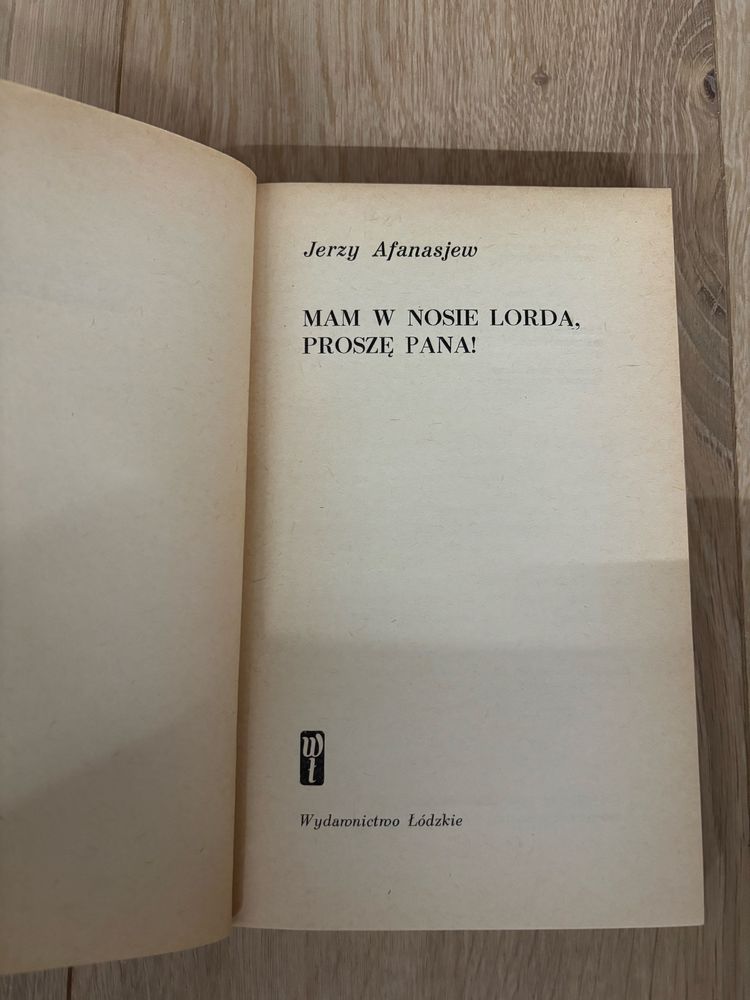 Jerzy Afanasjew
MAM W NOSIE LORDA,
PROSZĘ PANA!
wł
Wydawnictwo Łódzkie